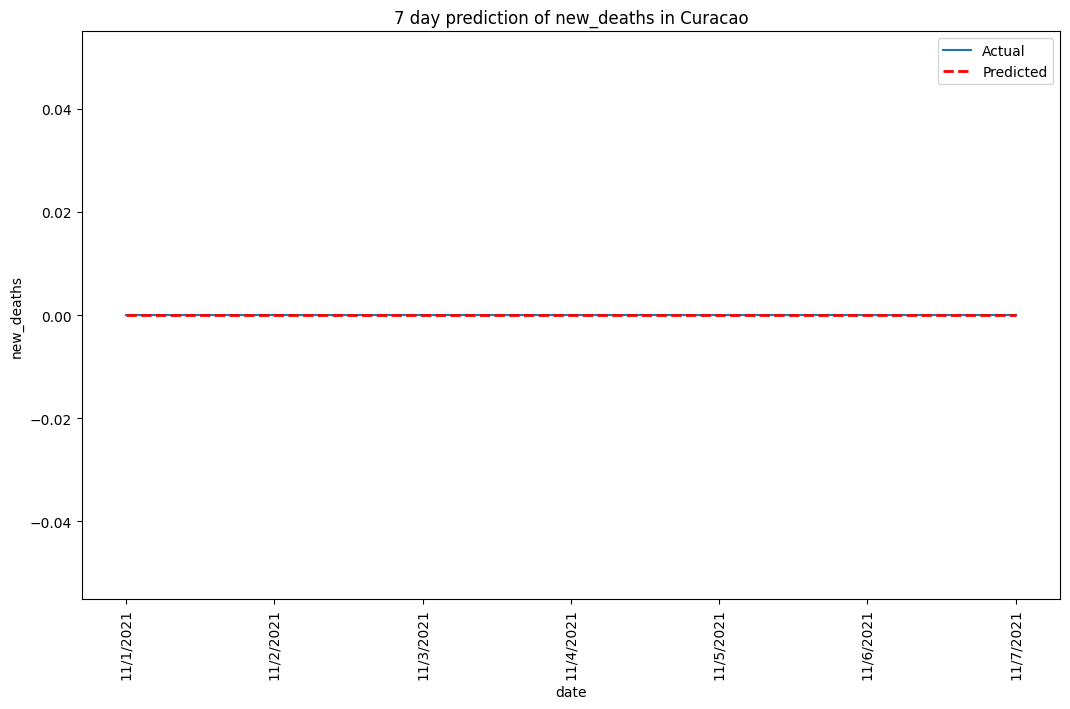 7 day prediction of new_deaths in Curacao
Actual
Predicted
0.04
0.02
0.00
−0.02
−0.04
new_deaths
11/1/2021
11/2/2021
11/3/2021
11/4/2021
11/5/2021
11/6/2021
11/7/2021
date